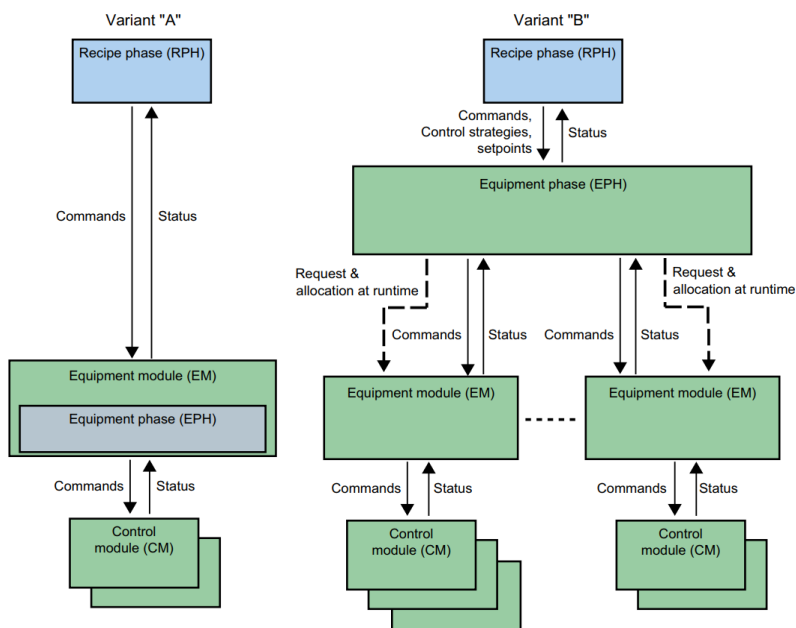 Variant "A"
Recipe phase (RPH)
Commands
Status
Equipment module (EM)
Equipment phase (EPH)
Commands
Status
Control
module (CM)
Variant "B"
Recipe phase (RPH)
Commands,
Control strategies,
setpoints
Status
Equipment phase (EPH)
Request &
allocation at runtime
Commands
Status
Commands
Status
Request &
allocation at runtime
Equipment module (EM)
Equipment module (EM)
Commands
Status
Commands
Status
Control
module (CM)
Control
module (CM)